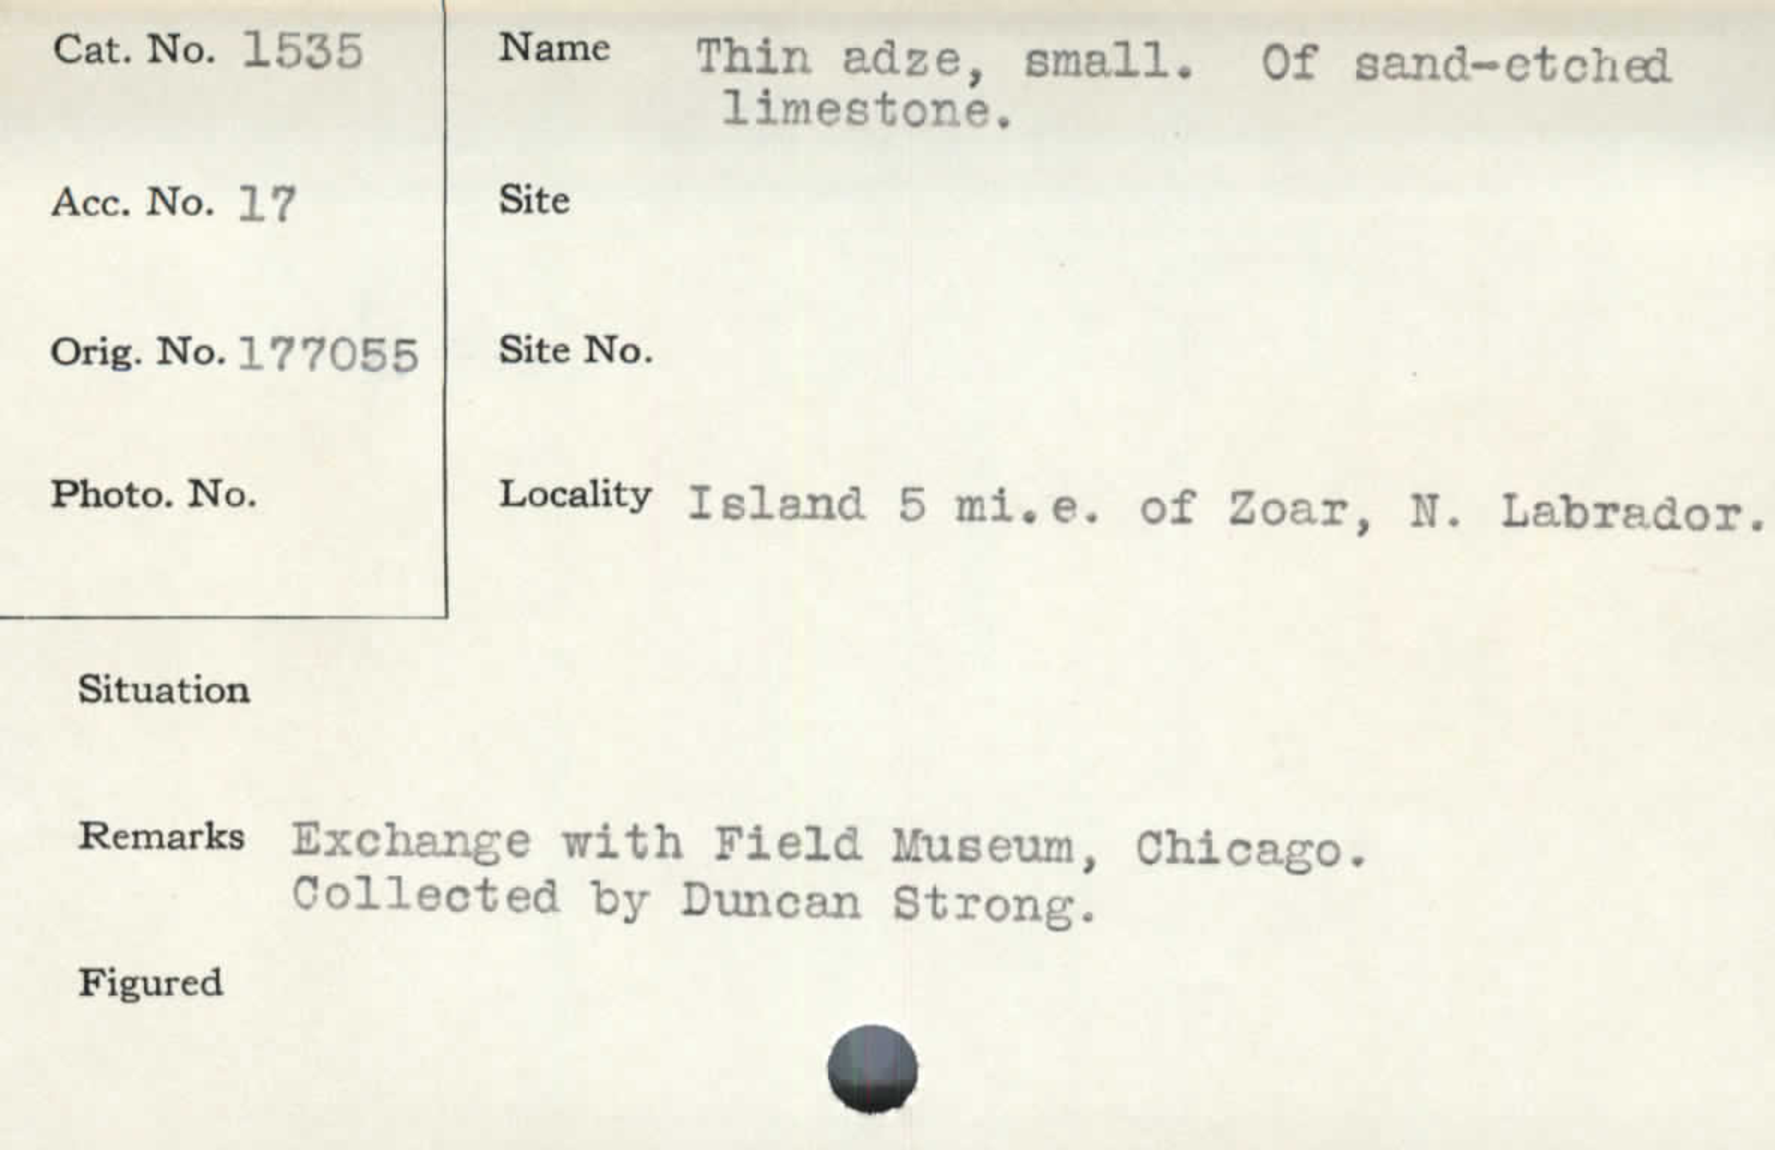 Cat. No. 1535
Name Thin adze, small. Of sand-etched
limestone.
Acc. No. 17
Site
Orig. No. 177055
Site No.
Photo. No.
Locality Island 5 mi.e. of Zoar, N. Labrador.
Situation
Remarks Exchange with Field Museum, Chicago.
Collected by Duncan Strong.
Figured